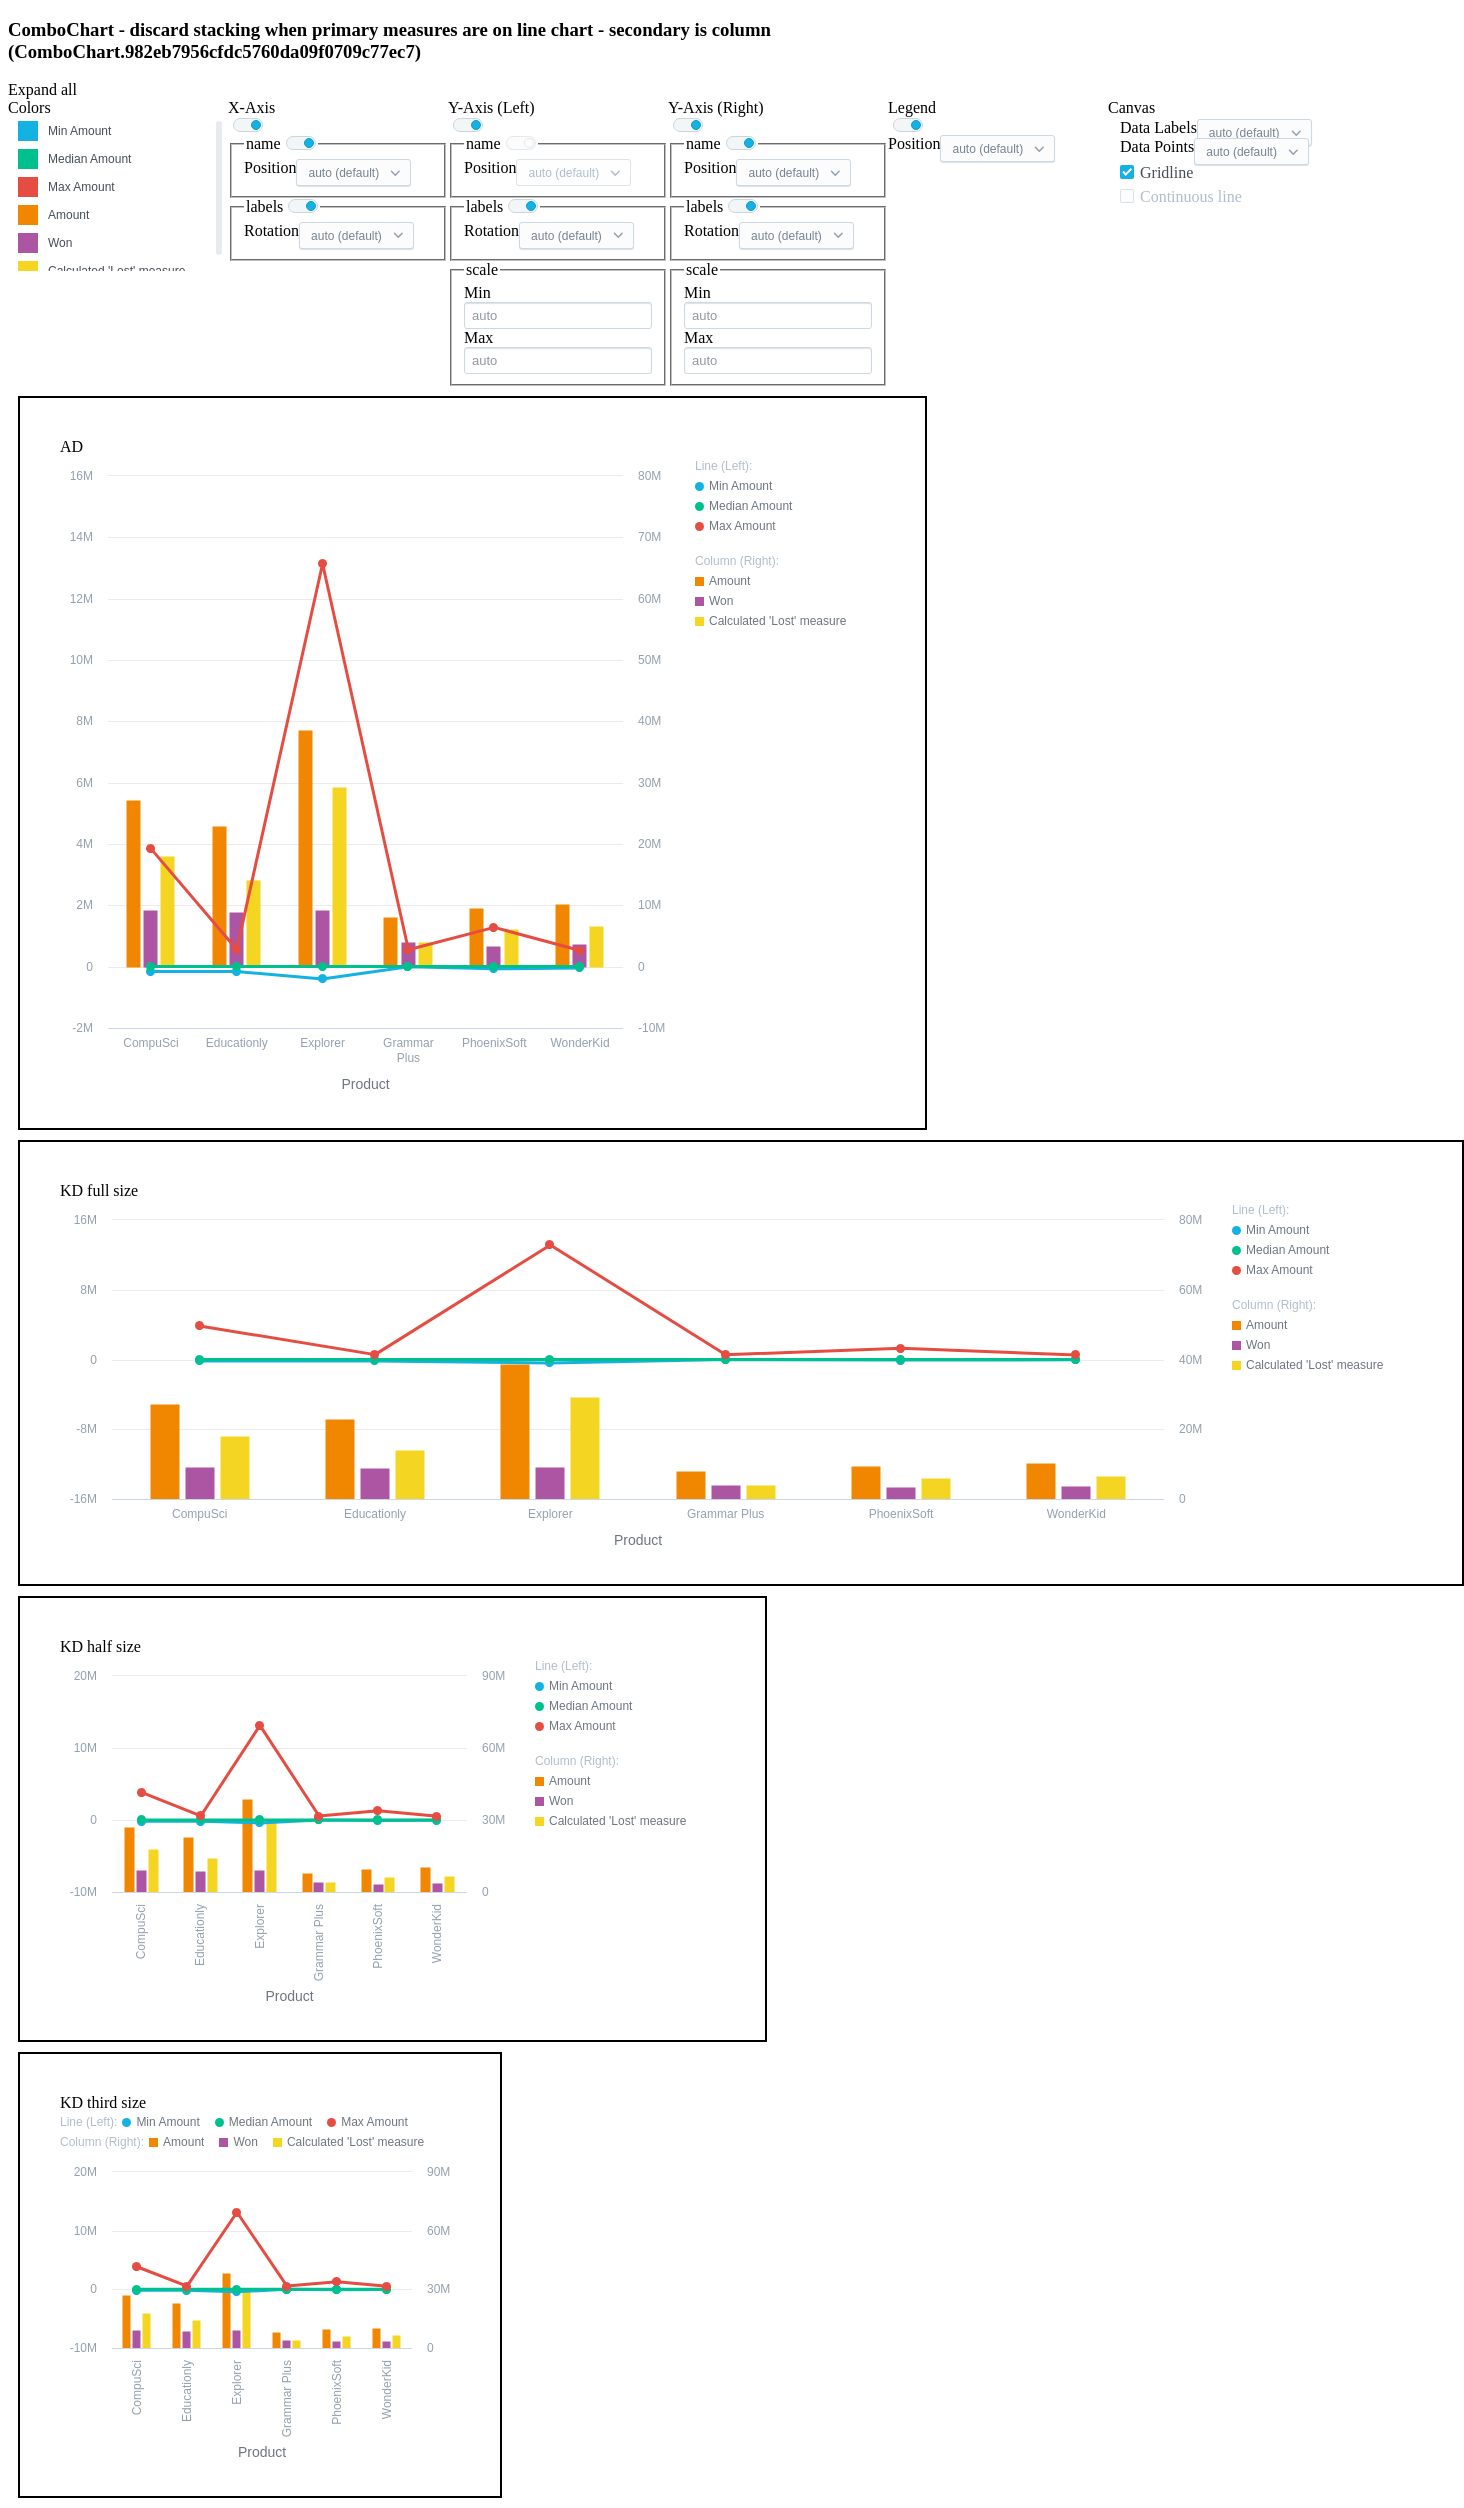 ComboChart - discard stacking when primary measures are on line chart - secondary is column
(ComboChart.982eb7956cfdc5760da09f0709c77ec7)
Expand all
Colors
Min Amount
Median Amount
Max Amount
Amount
Won
Calculated 'Lost' measure
X-Axis
name
Position auto (default)
labels
Rotation auto (default)
Y-Axis (Left)
name
Position auto (default)
labels
Rotation auto (default)
scale
Min
auto
Max
auto
Y-Axis (Right)
name
Position auto (default)
labels
Rotation auto (default)
scale
Min
auto
Max
auto
Legend
Position auto (default)
Canvas
Data Labels auto (default)
Data Points auto (default)
Gridline
Continuous line
AD
16M
14M
12M
10M
8M
6M
4M
2M
0
-2M
80M
70M
60M
50M
40M
30M
20M
10M
0
-10M
CompuSci
Educationly
Explorer
Grammar
Plus
PhoenixSoft
WonderKid
Product
Line (Left):
Min Amount
Median Amount
Max Amount
Column (Right):
Amount
Won
Calculated 'Lost' measure
KD full size
16M
8M
0
-8M
-16M
80M
60M
40M
20M
0
CompuSci
Educationly
Explorer
Grammar Plus
PhoenixSoft
WonderKid
Product
Line (Left):
Min Amount
Median Amount
Max Amount
Column (Right):
Amount
Won
Calculated 'Lost' measure
KD half size
20M
10M
0
-10M
90M
60M
30M
0
CompuSci
Educationly
Explorer
Grammar Plus
PhoenixSoft
WonderKid
Product
Line (Left):
Min Amount
Median Amount
Max Amount
Column (Right):
Amount
Won
Calculated 'Lost' measure
KD third size
Line (Left): Min Amount Median Amount Max Amount
Column (Right): Amount Won Calculated 'Lost' measure
20M
10M
0
-10M
90M
60M
30M
0
CompuSci
Educationly
Explorer
Grammar Plus
PhoenixSoft
WonderKid
Product